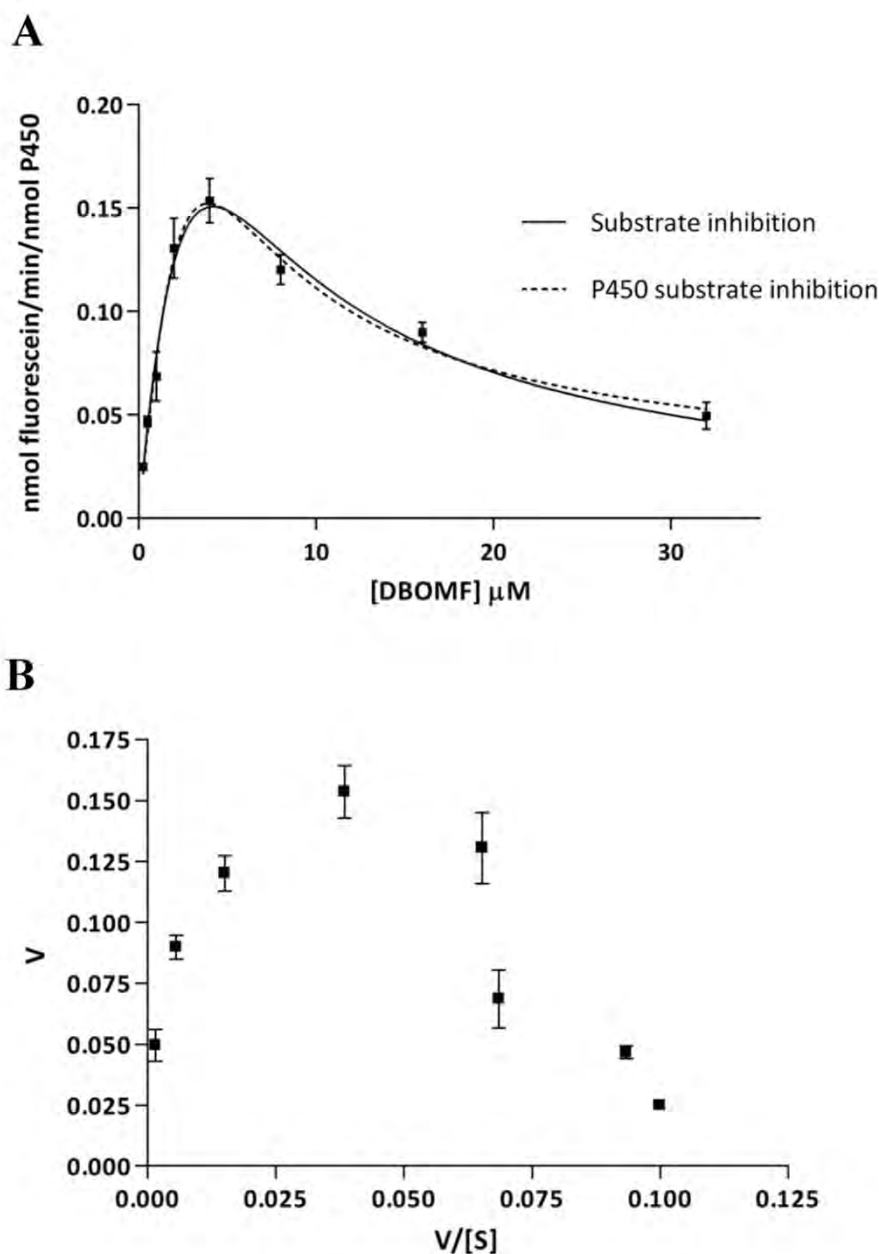 A
nmol fluorescein/min/nmol P450
0.20
0.15
0.10
0.05
0.00
0 10 20 30
[DBOMF] μM
Substrate inhibition
P450 substrate inhibition
B
V
0.175
0.150
0.125
0.100
0.075
0.050
0.025
0.000
0.000 0.025 0.050 0.075 0.100 0.125
V/[S]